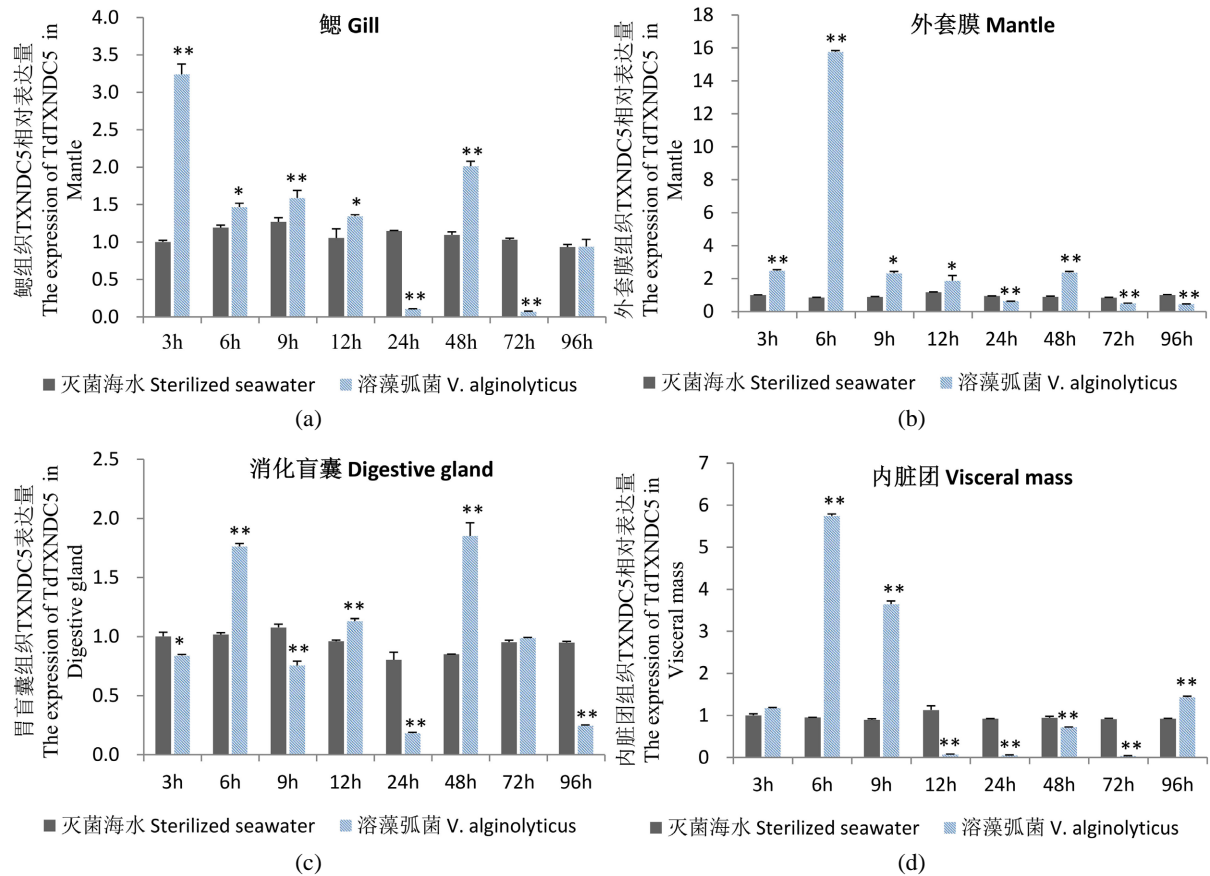 鳃 Gill
鳃组织TXNDC5相对表达量
The expression of TdTXNDC5 in
Mantle
4.0
3.5
3.0
2.5
2.0
1.5
1.0
0.5
0.0
**
*
**
*
**
**
**
3h 6h 9h 12h 24h 48h 72h 96h
灭菌海水 Sterilized seawater 溶藻弧菌 V. alginolyticus
(a)
外套膜 Mantle
外套膜组织TXNDC5相对表达量
The expression of TdTXNDC5 in
Mantle
18
16
14
12
10
8
6
4
2
0
**
**
*
*
**
**
**
**
3h 6h 9h 12h 24h 48h 72h 96h
灭菌海水 Sterilized seawater 溶藻弧菌 V. alginolyticus
(b)
消化盲囊 Digestive gland
胃盲囊组织TXNDC5表达量
The expression of TdTXNDC5 in
Digestive gland
2.5
2.0
1.5
1.0
0.5
0.0
*
**
**
**
**
**
**
3h 6h 9h 12h 24h 48h 72h 96h
灭菌海水 Sterilized seawater 溶藻弧菌 V. alginolyticus
(c)
内脏团 Visceral mass
内脏团组织TXNDC5相对表达量
The expression of TdTXNDC5 in
Visceral mass
7
6
5
4
3
2
1
0
**
**
**
**
**
**
**
3h 6h 9h 12h 24h 48h 72h 96h
灭菌海水 Sterilized seawater 溶藻弧菌 V. alginolyticus
(d)